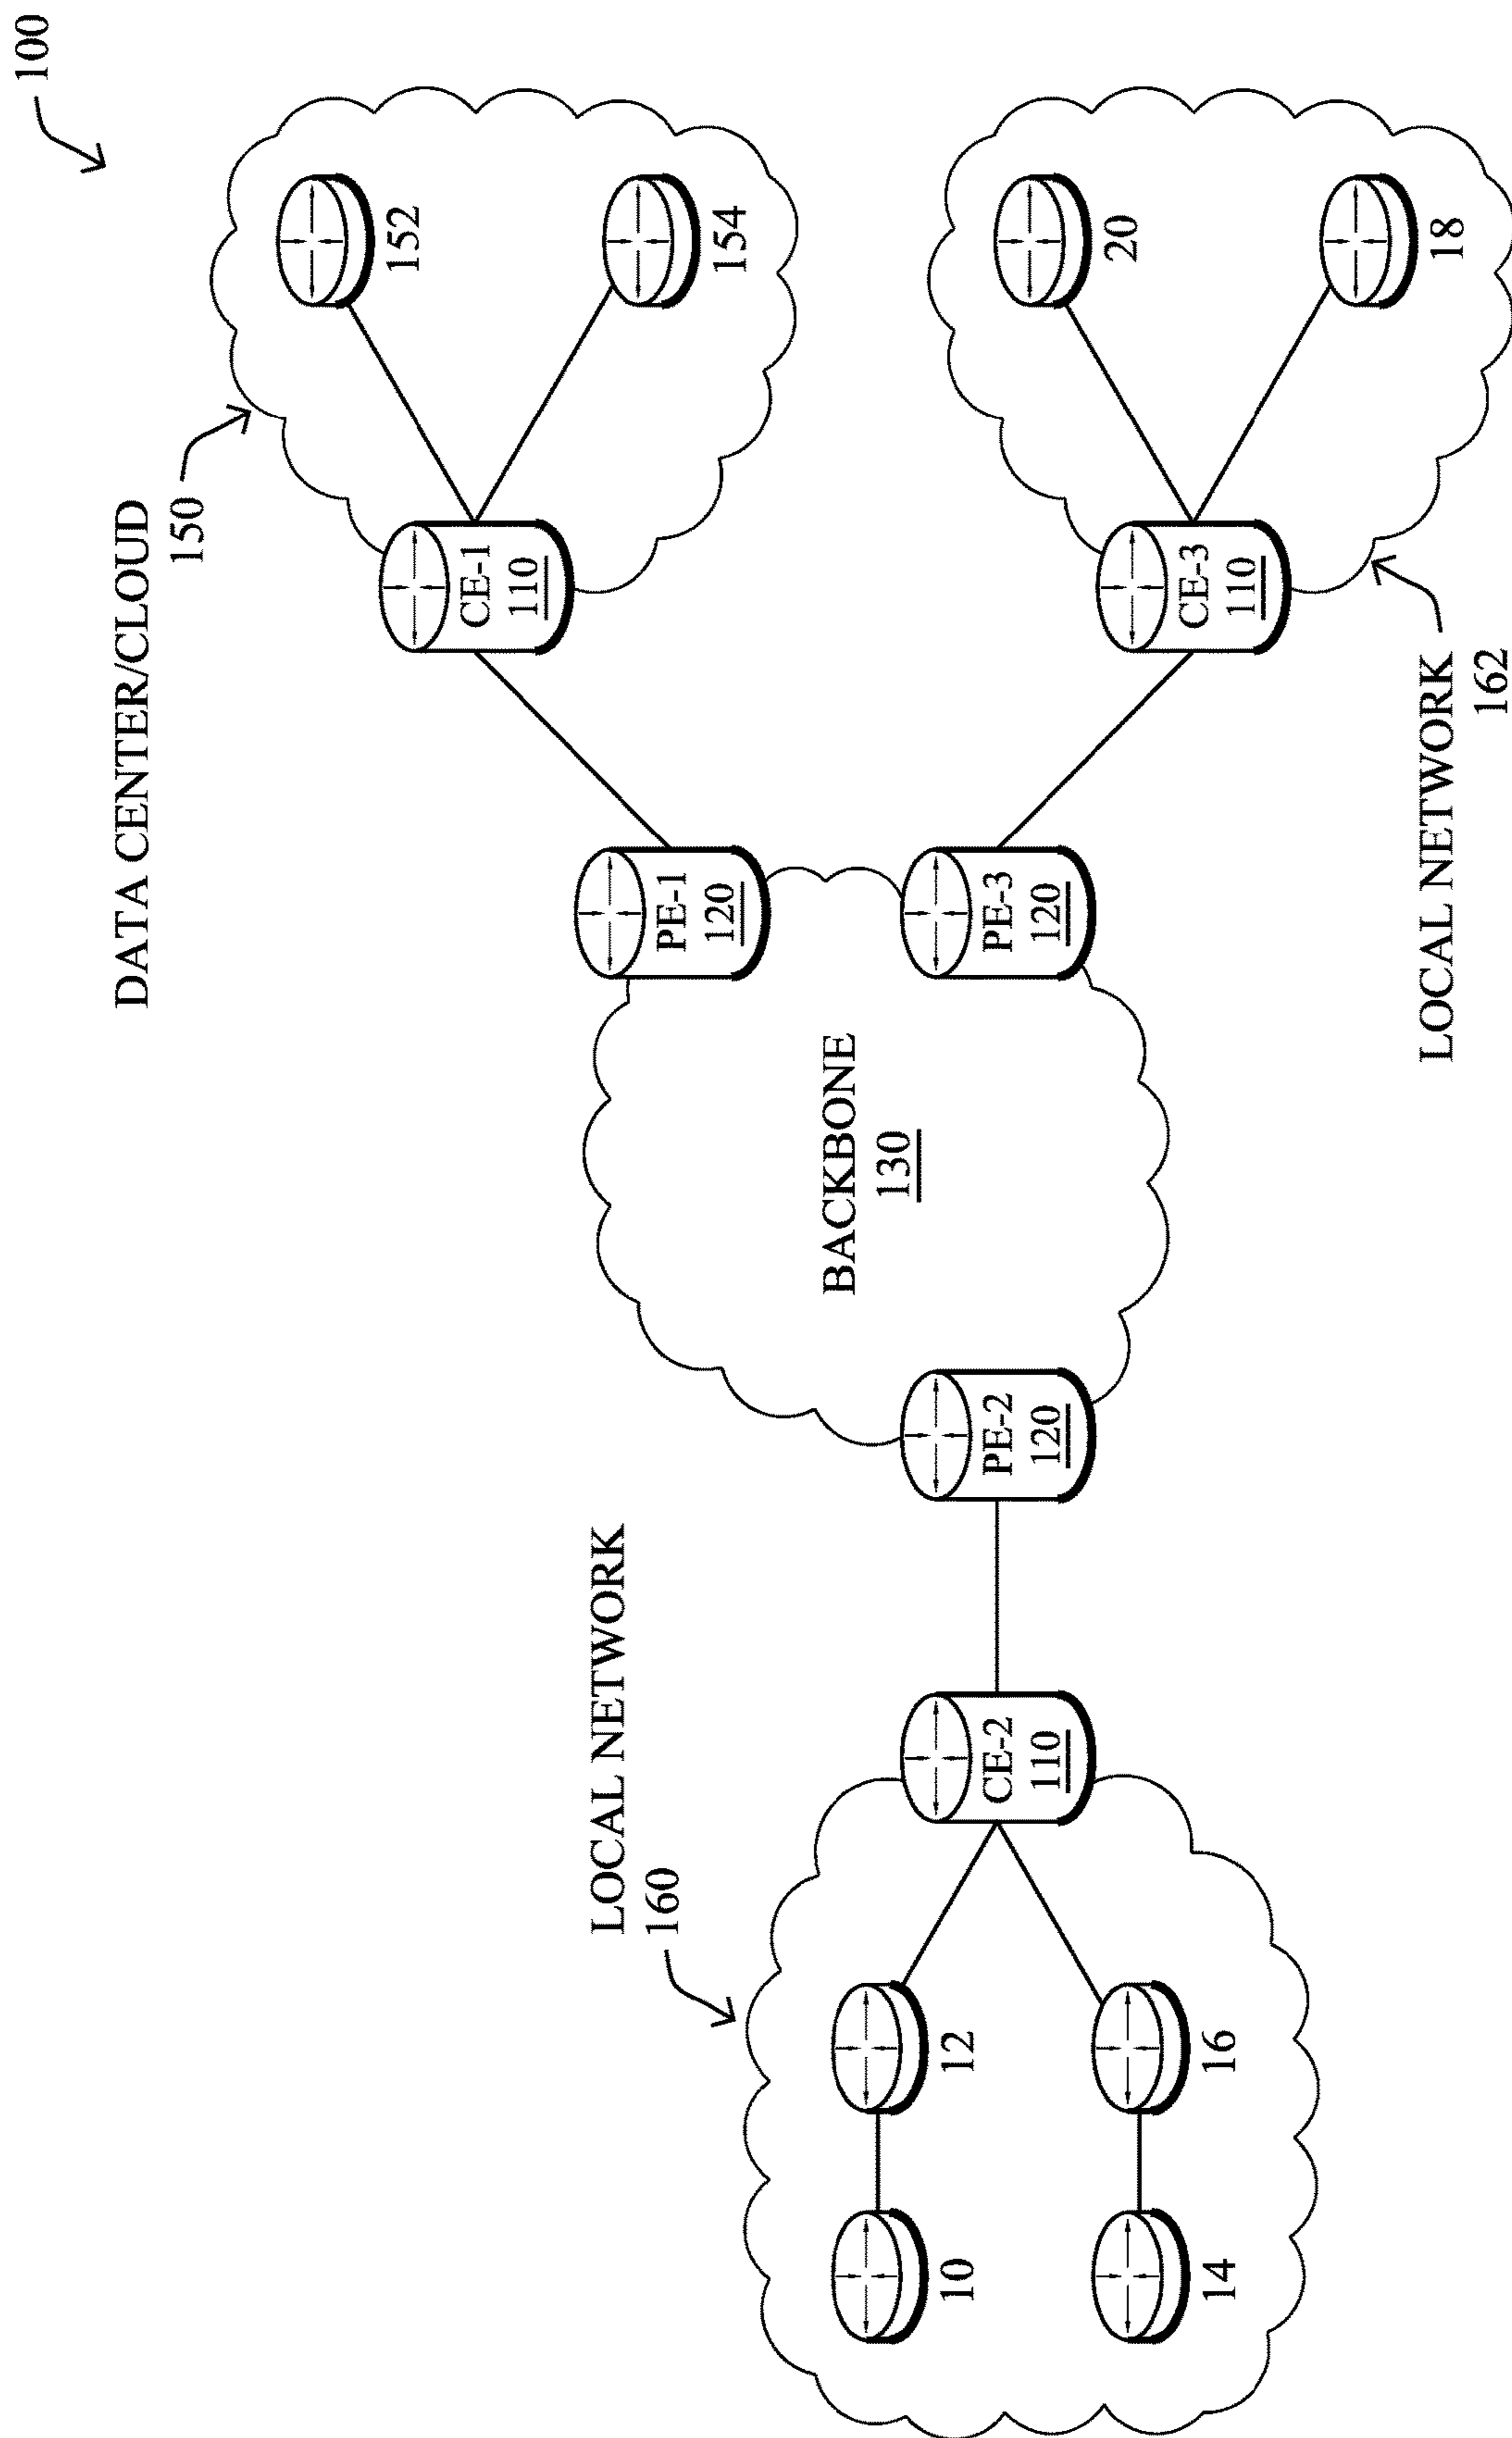 100
DATA CENTER/CLOUD
150
152
CE-1
110
154
PE-1
120
LOCAL NETWORK
160
BACKBONE
130
10
12
CE-2
110
PE-2
120
PE-3
120
20
CE-3
110
14
16
18
LOCAL NETWORK
162